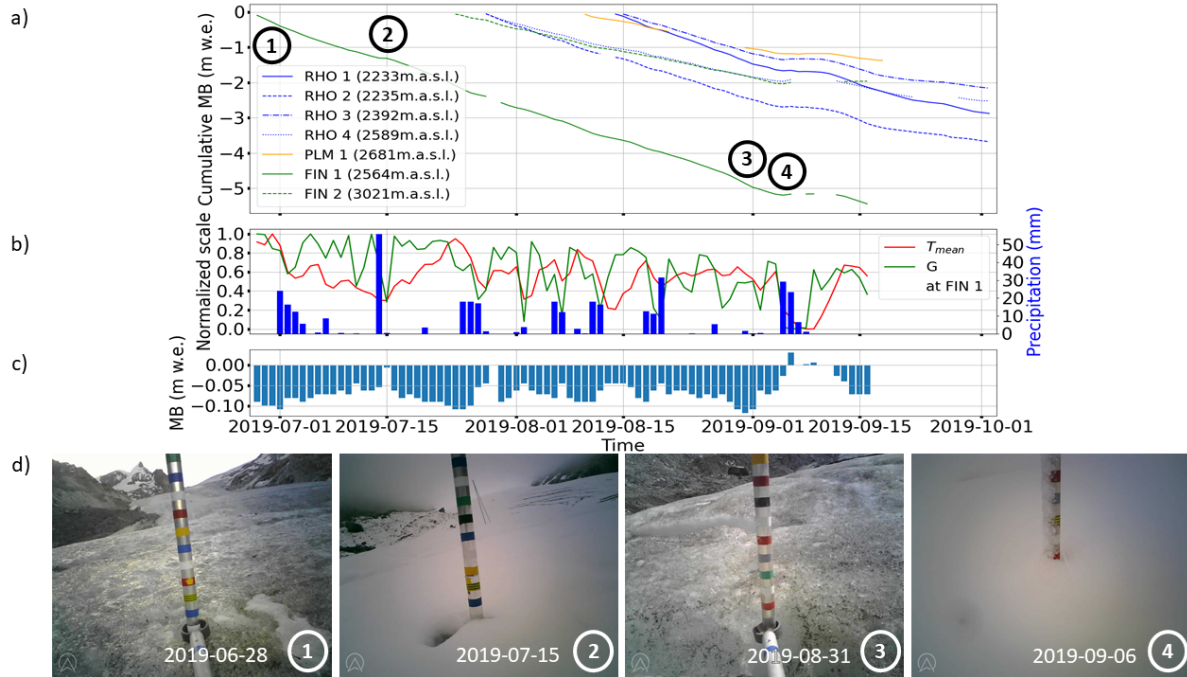 a)
Cumulative MB (m w.e.)
0
−1
−2
−3
−4
−5
1
2
3
4
RHO 1 (2233m.a.s.l.)
RHO 2 (2235m.a.s.l.)
RHO 3 (2392m.a.s.l.)
RHO 4 (2589m.a.s.l.)
PLM 1 (2681m.a.s.l.)
FIN 1 (2564m.a.s.l.)
FIN 2 (3021m.a.s.l.)
b)
Normalized scale
1.0
0.8
0.6
0.4
0.2
0.0
T_mean
G
at FIN 1
50
40
30
20
10
0
Precipitation (mm)
c)
MB (m w.e.)
0.00
−0.05
−0.10
2019-07-01 2019-07-15 2019-08-01 2019-08-15 2019-09-01 2019-09-15 2019-10-01
Time
d)
2019-06-28 1
2019-07-15 2
2019-08-31 3
2019-09-06 4